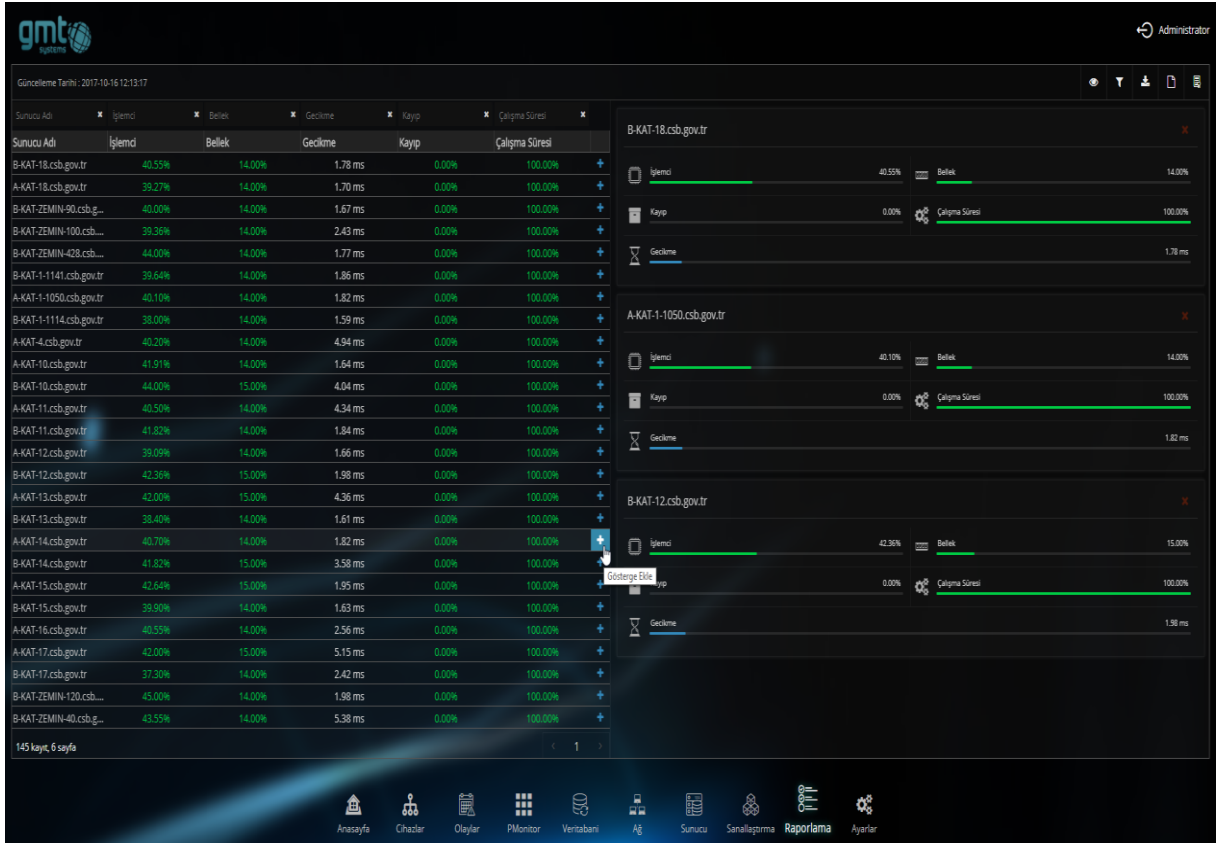 gmt
systems
Administrator
Güncelleme Tarihi : 2017-10-16 12:13:17
Sunucu Adı x İşlemci x Bellek x Gecikme x Kayıp x Çalışma Süresi x
Sunucu Adı İşlemci Bellek Gecikme Kayıp Çalışma Süresi
B-KAT-18.csb.gov.tr 40.55% 14.00% 1.78 ms 0.00% 100.00% +
A-KAT-18.csb.gov.tr 39.27% 14.00% 1.70 ms 0.00% 100.00% +
B-KAT-ZEMIN-90.csb.g... 40.00% 14.00% 1.67 ms 0.00% 100.00% +
B-KAT-ZEMIN-100.csb.... 39.36% 14.00% 2.43 ms 0.00% 100.00% +
B-KAT-ZEMIN-428.csb.... 44.00% 14.00% 1.77 ms 0.00% 100.00% +
B-KAT-1-1141.csb.gov.tr 39.64% 14.00% 1.86 ms 0.00% 100.00% +
A-KAT-1-1050.csb.gov.tr 40.10% 14.00% 1.82 ms 0.00% 100.00% +
B-KAT-1-1114.csb.gov.tr 38.00% 14.00% 1.59 ms 0.00% 100.00% +
A-KAT-4.csb.gov.tr 40.20% 14.00% 4.94 ms 0.00% 100.00% +
A-KAT-10.csb.gov.tr 41.91% 14.00% 1.64 ms 0.00% 100.00% +
B-KAT-10.csb.gov.tr 44.00% 15.00% 4.04 ms 0.00% 100.00% +
A-KAT-11.csb.gov.tr 40.50% 14.00% 4.34 ms 0.00% 100.00% +
B-KAT-11.csb.gov.tr 41.82% 14.00% 1.84 ms 0.00% 100.00% +
A-KAT-12.csb.gov.tr 39.09% 14.00% 1.66 ms 0.00% 100.00% +
B-KAT-12.csb.gov.tr 42.36% 15.00% 1.98 ms 0.00% 100.00% +
A-KAT-13.csb.gov.tr 42.00% 15.00% 4.36 ms 0.00% 100.00% +
B-KAT-13.csb.gov.tr 38.40% 14.00% 1.61 ms 0.00% 100.00% +
A-KAT-14.csb.gov.tr 40.70% 14.00% 1.82 ms 0.00% 100.00% +
B-KAT-14.csb.gov.tr 41.82% 15.00% 3.58 ms 0.00% 100.00% +
A-KAT-15.csb.gov.tr 42.64% 15.00% 1.95 ms 0.00% 100.00% +
B-KAT-15.csb.gov.tr 39.90% 14.00% 1.63 ms 0.00% 100.00% +
A-KAT-16.csb.gov.tr 40.55% 14.00% 2.56 ms 0.00% 100.00% +
A-KAT-17.csb.gov.tr 42.00% 15.00% 5.15 ms 0.00% 100.00% +
B-KAT-17.csb.gov.tr 37.30% 14.00% 2.42 ms 0.00% 100.00% +
B-KAT-ZEMIN-120.csb.... 45.00% 14.00% 1.98 ms 0.00% 100.00% +
B-KAT-ZEMIN-40.csb.g... 43.55% 14.00% 5.38 ms 0.00% 100.00% +
145 kayıt, 6 sayfa < 1 >
Gösterge Ekle
B-KAT-18.csb.gov.tr X
İşlemci 40.55% Bellek 14.00%
Kayıp 0.00% Çalışma Süresi 100.00%
Gecikme 1.78 ms
A-KAT-1-1050.csb.gov.tr X
İşlemci 40.10% Bellek 14.00%
Kayıp 0.00% Çalışma Süresi 100.00%
Gecikme 1.82 ms
B-KAT-12.csb.gov.tr X
İşlemci 42.36% Bellek 15.00%
yıp 0.00% Çalışma Süresi 100.00%
Gecikme 1.98 ms
Anasayfa Cihazlar Olaylar PMonitor Veritabani Ağ Sunucu Sanallaştırma Raporlama Ayarlar